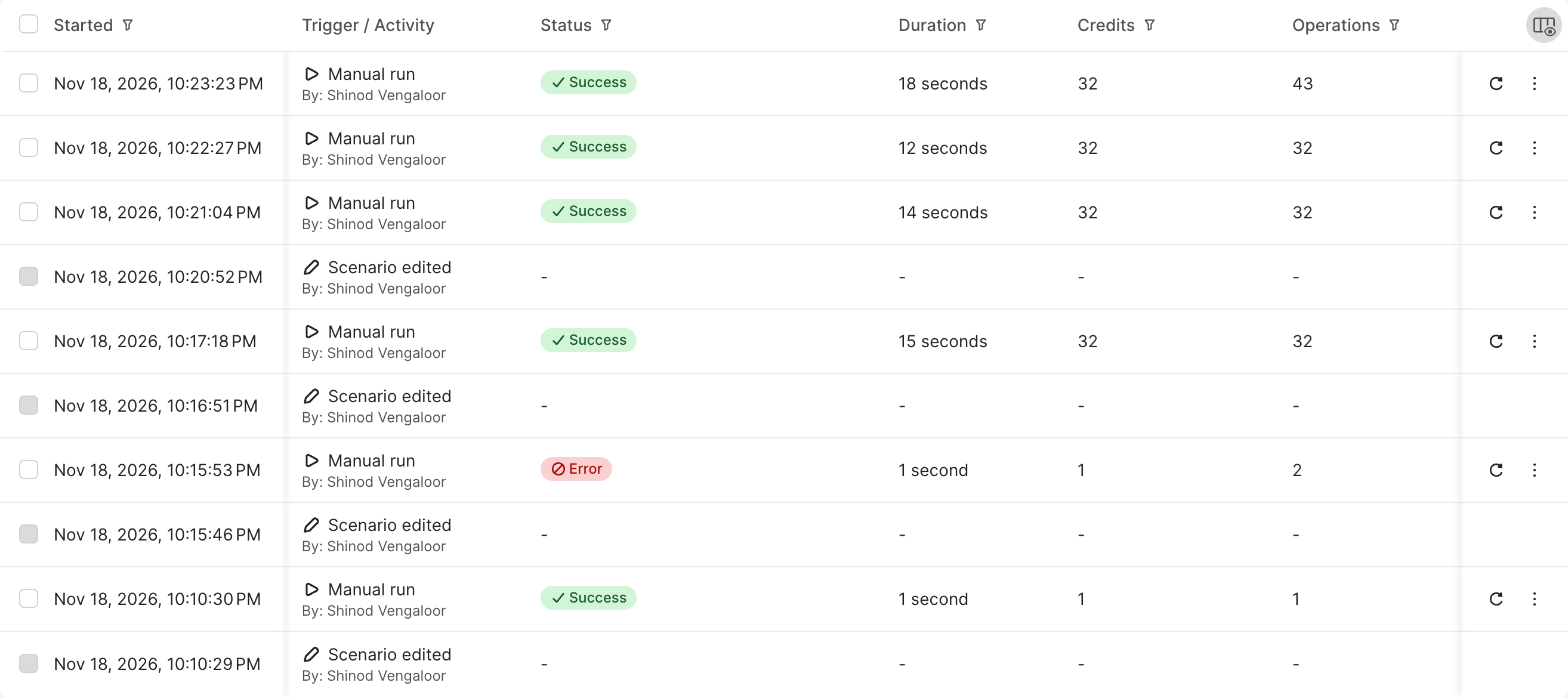 Started Trigger / Activity Status Duration Credits Operations
Nov 18, 2026, 10:23:23 PM Manual run Success 18 seconds 32 43
By: Shinod Vengaloor
Nov 18, 2026, 10:22:27 PM Manual run Success 12 seconds 32 32
By: Shinod Vengaloor
Nov 18, 2026, 10:21:04 PM Manual run Success 14 seconds 32 32
By: Shinod Vengaloor
Nov 18, 2026, 10:20:52 PM Scenario edited - - - -
By: Shinod Vengaloor
Nov 18, 2026, 10:17:18 PM Manual run Success 15 seconds 32 32
By: Shinod Vengaloor
Nov 18, 2026, 10:16:51 PM Scenario edited - - - -
By: Shinod Vengaloor
Nov 18, 2026, 10:15:53 PM Manual run Error 1 second 1 2
By: Shinod Vengaloor
Nov 18, 2026, 10:15:46 PM Scenario edited - - - -
By: Shinod Vengaloor
Nov 18, 2026, 10:10:30 PM Manual run Success 1 second 1 1
By: Shinod Vengaloor
Nov 18, 2026, 10:10:29 PM Scenario edited - - - -
By: Shinod Vengaloor